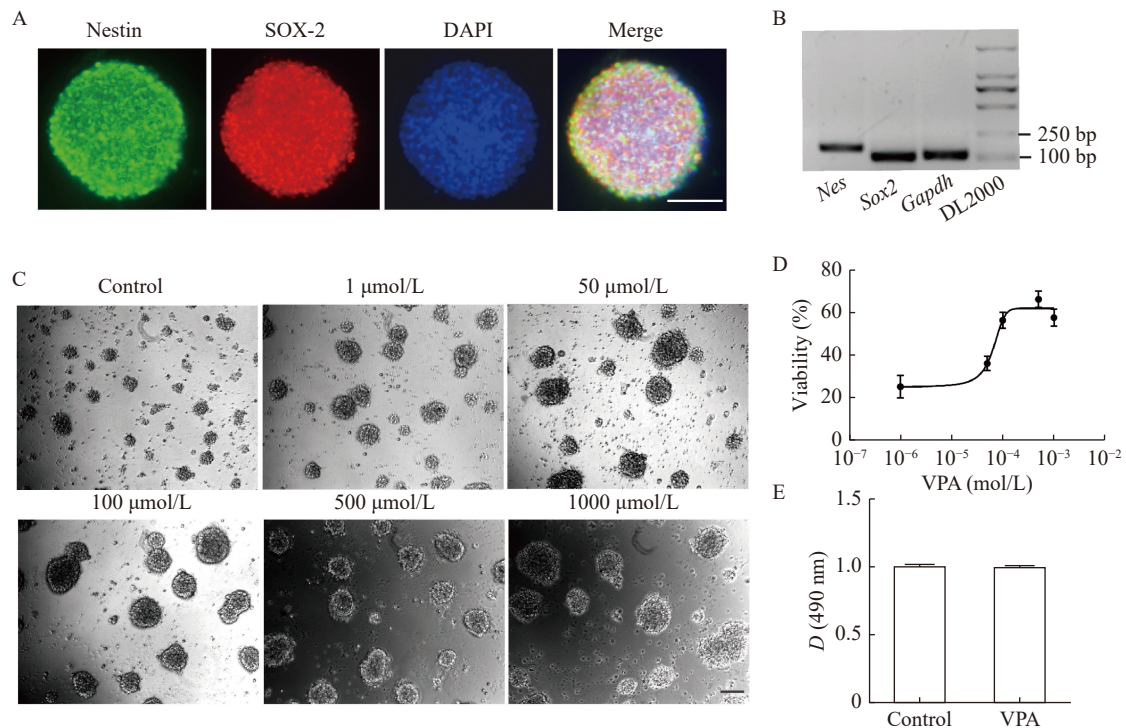 A
Nestin
SOX-2
DAPI
Merge
B
250 bp
100 bp
Nes
Sox2
Gapdh
DL2000
C
Control
1 μmol/L
50 μmol/L
100 μmol/L
500 μmol/L
1000 μmol/L
D
Viability (%)
80
60
40
20
0
10⁻⁷
10⁻⁶
10⁻⁵
10⁻⁴
10⁻³
10⁻²
VPA (mol/L)
E
D (490 nm)
1.5
1.0
0.5
0
Control
VPA